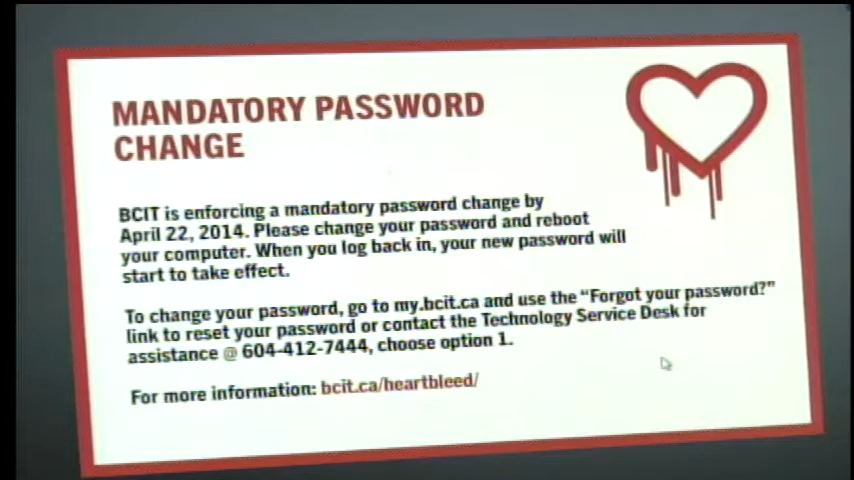 MANDATORY PASSWORD
CHANGE
BCIT is enforcing a mandatory password change by
April 22, 2014. Please change your password and reboot
your computer. When you log back in, your new password will
start to take effect.
To change your password, go to my.bcit.ca and use the “Forgot your password?”
link to reset your password or contact the Technology Service Desk for
assistance @ 604-412-7444, choose option 1.
For more information: bcit.ca/heartbleed/